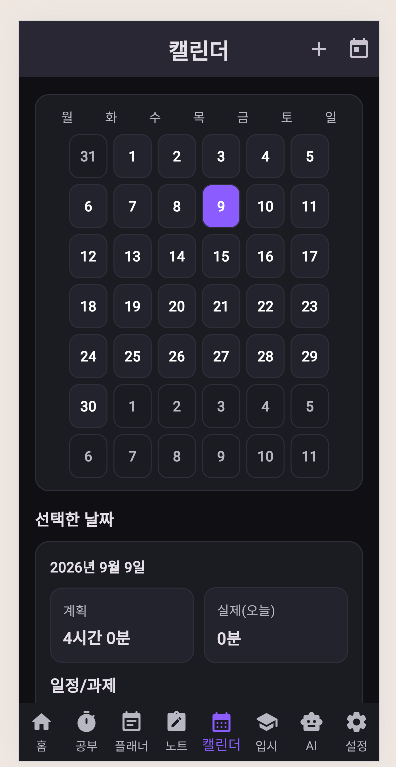 캘린더
월 화 수 목 금 토 일
31 1 2 3 4 5
6 7 8 9 10 11
12 13 14 15 16 17
18 19 20 21 22 23
24 25 26 27 28 29
30 1 2 3 4 5
6 7 8 9 10 11
선택한 날짜
2026년 9월 9일
계획 실제(오늘)
4시간 0분 0분
일정/과제
홈 공부 플래너 노트 캘린더 입시 AI 설정